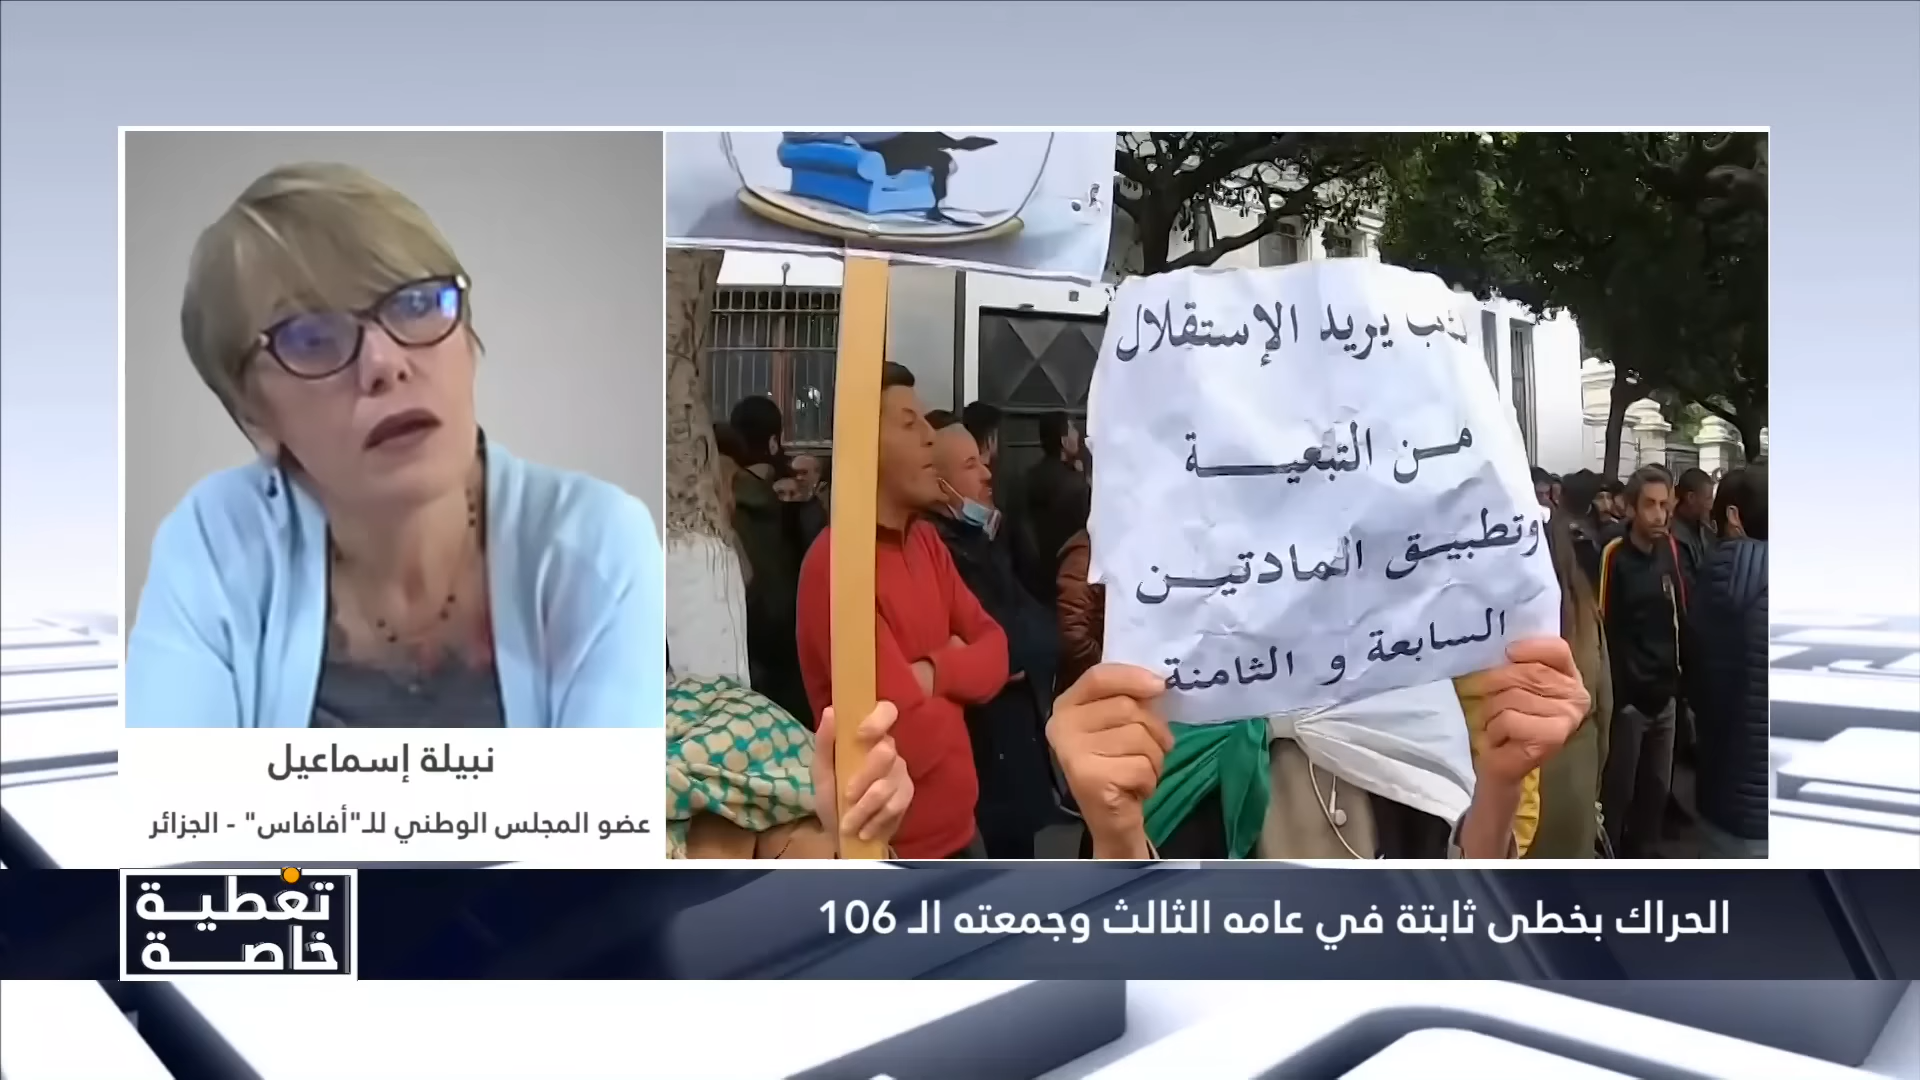 يريد الإستقلال
من التبعية
وتطبيق المادتين
السابعة و الثامنة
نبيلة إسماعيل
عضو المجلس الوطني للـ"أفافاس" - الجزائر
الحراك بخطى ثابتة في عامه الثالث وجمعته الـ 106
تغطية
خاصة